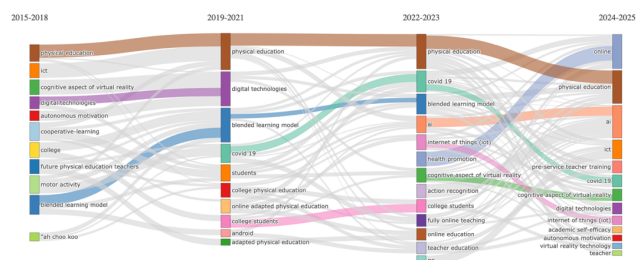 2015-2018
2019-2021
2022-2023
2024-2025
physical education
ict
cognitive aspect of virtual reality
digital technologies
autonomous motivation
cooperative-learning
college
future physical education teachers
motor activity
blended learning model
"ah choo.koo
physical education
digital technologies
blended learning model
covid 19
students
college physical education
online adapted physical education
college students
android
adapted physical education
physical education
covid 19
blended learning model
ai
internet of things (iot)
health promotion
cognitive aspect of virtual reality
action recognition
college students
fully online teaching
online education
teacher education
online
physical education
ai
ict
pre-service teacher training
covid 19
cognitive aspect of virtual reality
digital technologies
internet of things (iot)
academic self-efficacy
autonomous motivation
virtual reality technology
teacher